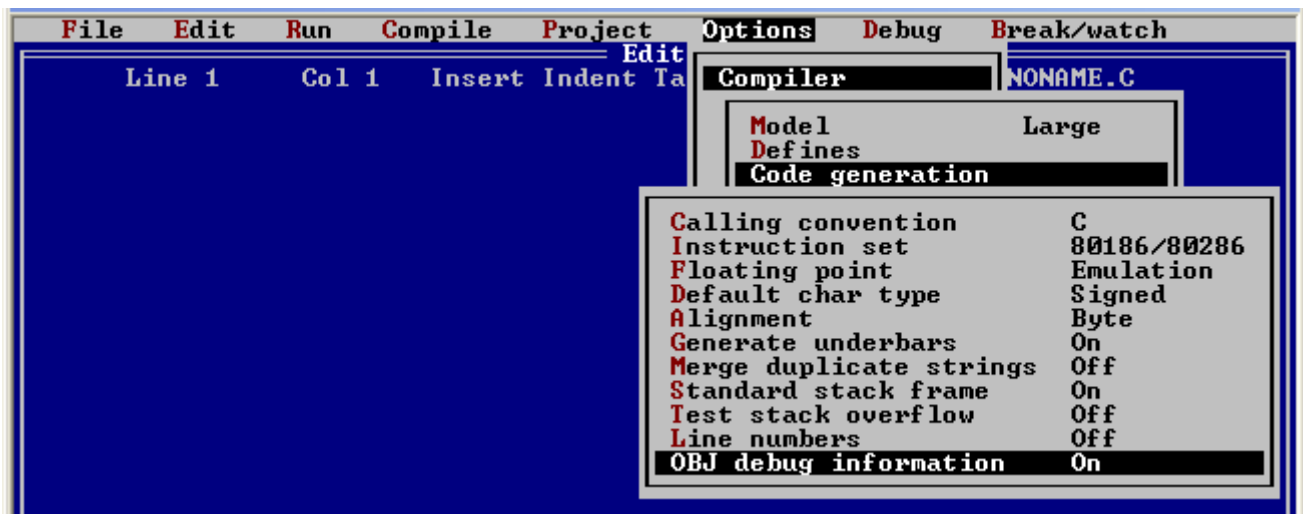 File Edit Run Compile Project Options Debug Break/watch
Edit
Line 1 Col 1 Insert Indent Ta Compiler NONAME.C
Model Large
Defines
Code generation
Calling convention C
Instruction set 80186/80286
Floating point Emulation
Default char type Signed
Alignment Byte
Generate underbars On
Merge duplicate strings Off
Standard stack frame On
Test stack overflow Off
Line numbers Off
OBJ debug information On